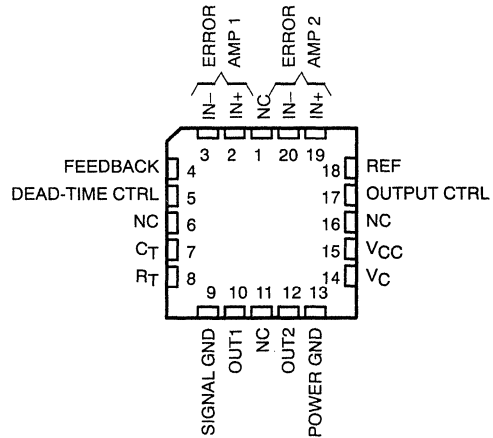 ERROR
AMP 1
ERROR
AMP 2
IN–
IN+
NC
IN–
IN+
3 2 1 20 19
FEEDBACK 4
DEAD-TIME CTRL 5
NC 6
CT 7
RT 8
18 REF
17 OUTPUT CTRL
16 NC
15 VCC
14 VC
9 10 11 12 13
SIGNAL GND
OUT1
NC
OUT2
POWER GND